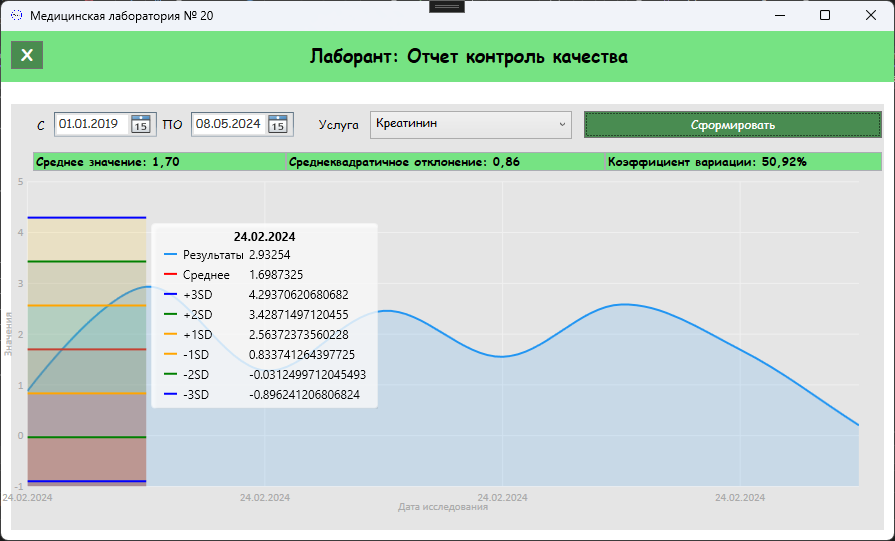 Медицинская лаборатория № 20
X
Лаборант: Отчет контроль качества
С 01.01.2019 15 ПО 08.05.2024 15 Услуга Креатинин Сформировать
Среднее значение: 1,70 Среднеквадратичное отклонение: 0,86 Коэффициент вариации: 50,92%
5
4
3
2
1
0
-1
Значения
24.02.2024
Результаты 2.93254
Среднее 1.6987325
+3SD 4.29370620680682
+2SD 3.42871497120455
+1SD 2.56372373560228
-1SD 0.833741264397725
-2SD -0.0312499712045493
-3SD -0.896241206806824
24.02.2024 24.02.2024 24.02.2024 24.02.2024
Дата исследования